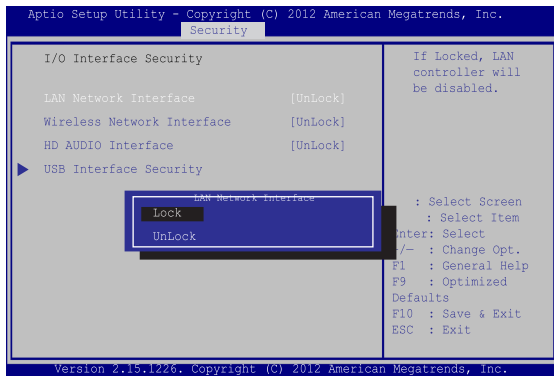 Aptio Setup Utility - Copyright (C) 2012 American Megatrends, Inc.
Security
I/O Interface Security
LAN Network Interface [UnLock]
Wireless Network Interface [UnLock]
HD AUDIO Interface [UnLock]
USB Interface Security
LAN Network Interface
Lock
UnLock
If Locked, LAN
controller will
be disabled.
: Select Screen
: Select Item
Enter: Select
+/— : Change Opt.
F1 : General Help
F9 : Optimized
Defaults
F10 : Save & Exit
ESC : Exit
Version 2.15.1226. Copyright (C) 2012 American Megatrends, Inc.